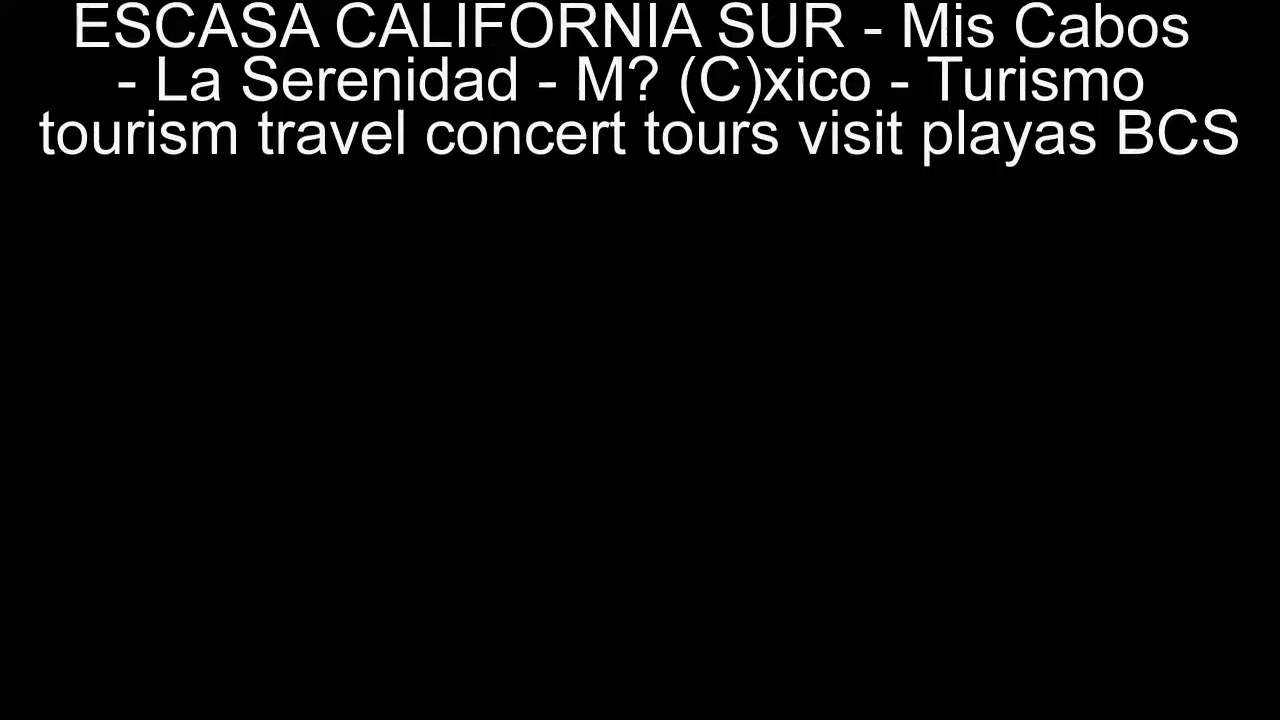 ESCASA CALIFORNIA SUR - Mis Cabos
- La Serenidad - M? (C)xico - Turismo
tourism travel concert tours visit playas BCS